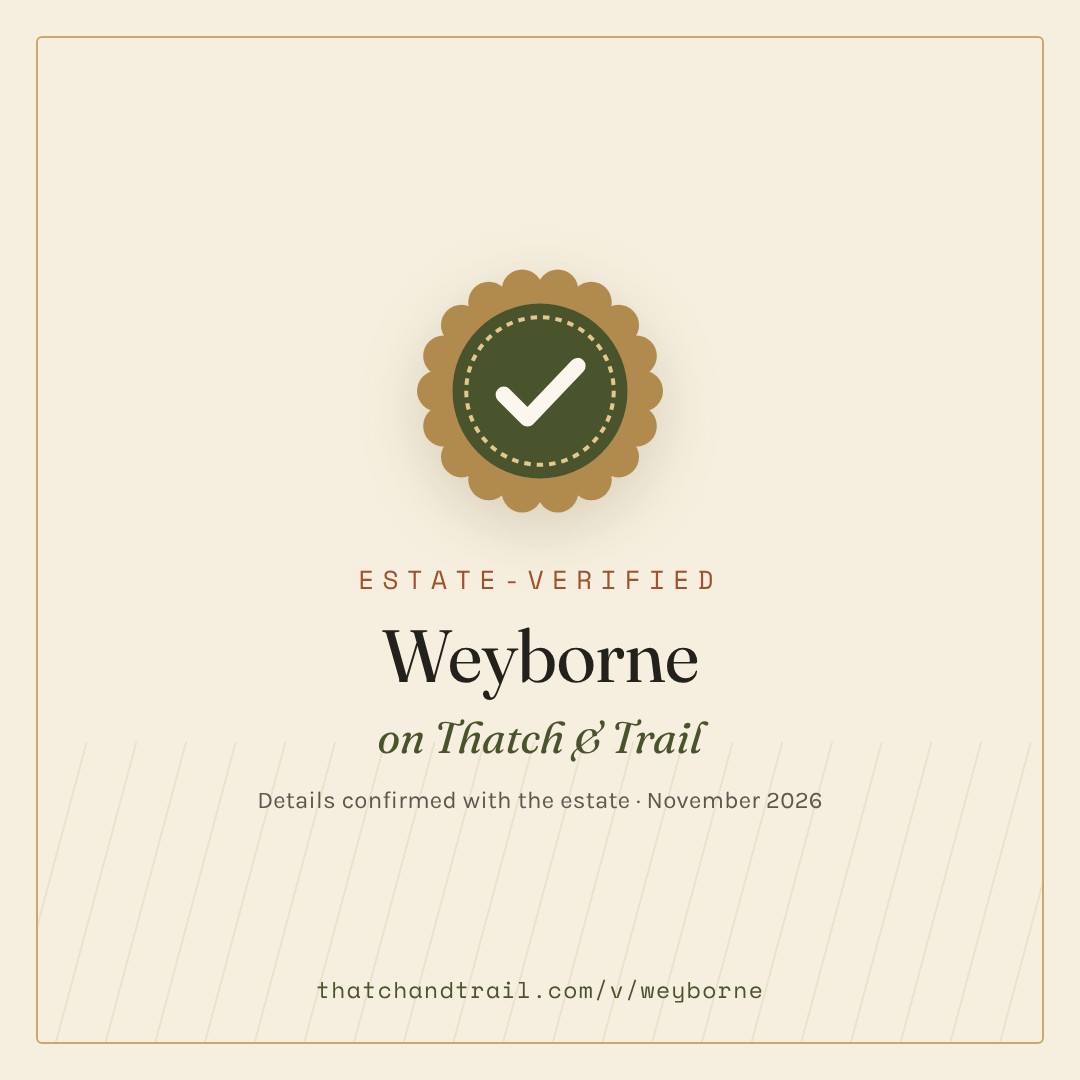 ESTATE-VERIFIED
Weyborne
on Thatch & Trail
Details confirmed with the estate · November 2026
thatchandtrail.com/v/weyborne